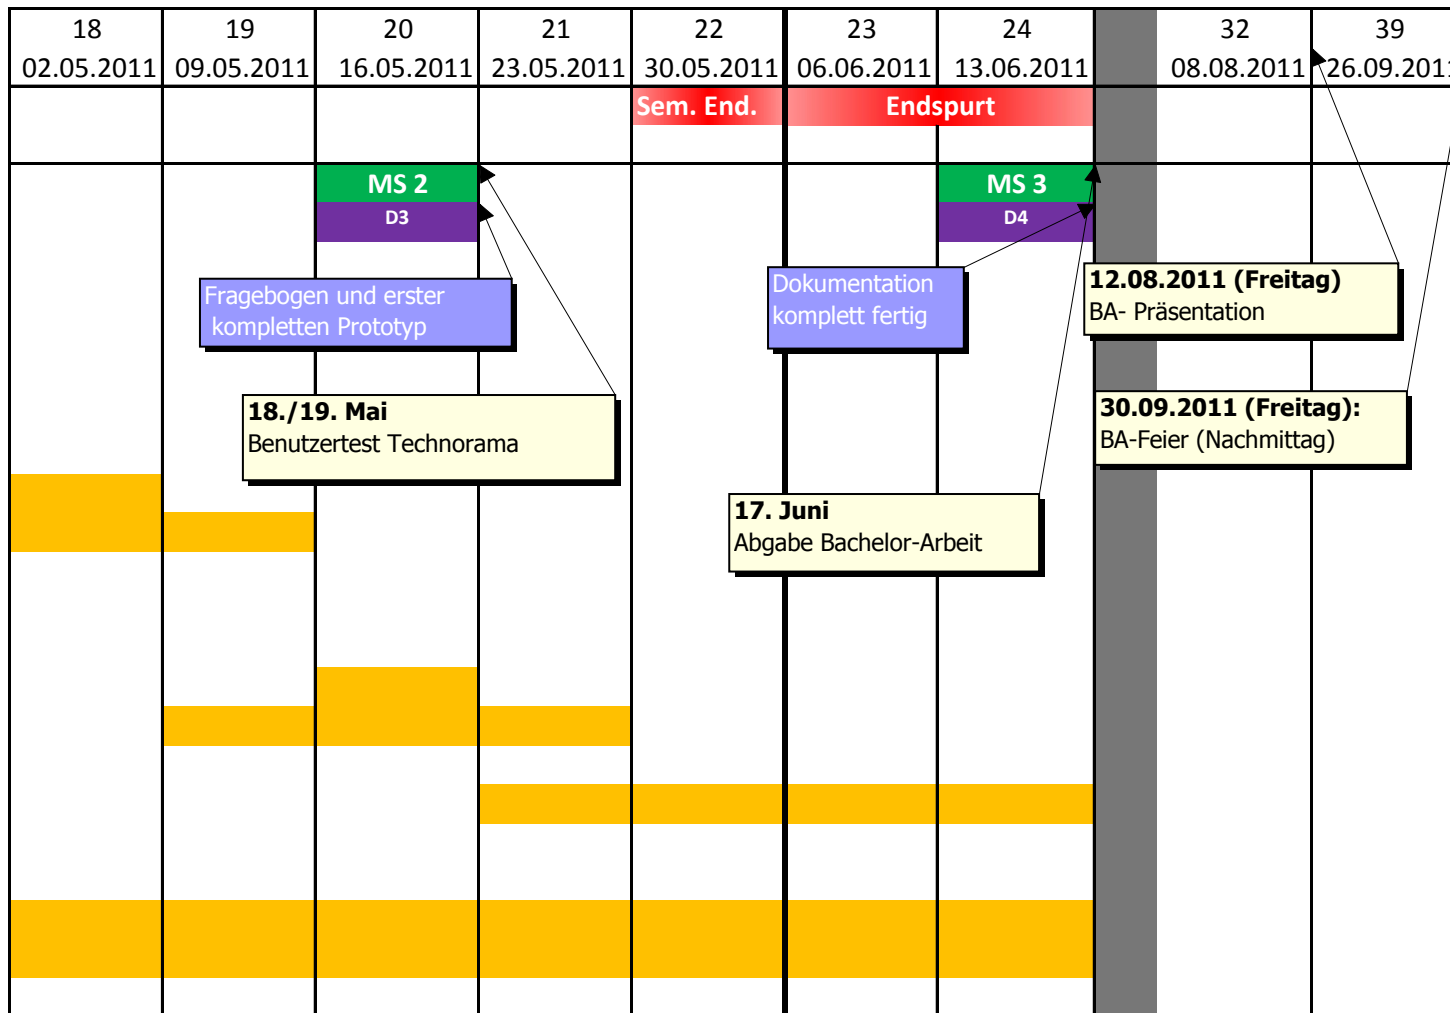 18 19 20 21 22 23 24 32 39
02.05.2011 09.05.2011 16.05.2011 23.05.2011 30.05.2011 06.06.2011 13.06.2011 08.08.2011 26.09.2011
Sem. End. Endspurt
MS 2 MS 3
D3 D4
Fragebogen und erster
kompletten Prototyp
Dokumentation
komplett fertig
12.08.2011 (Freitag)
BA- Präsentation
18./19. Mai
Benutzertest Technorama
30.09.2011 (Freitag):
BA-Feier (Nachmittag)
17. Juni
Abgabe Bachelor-Arbeit